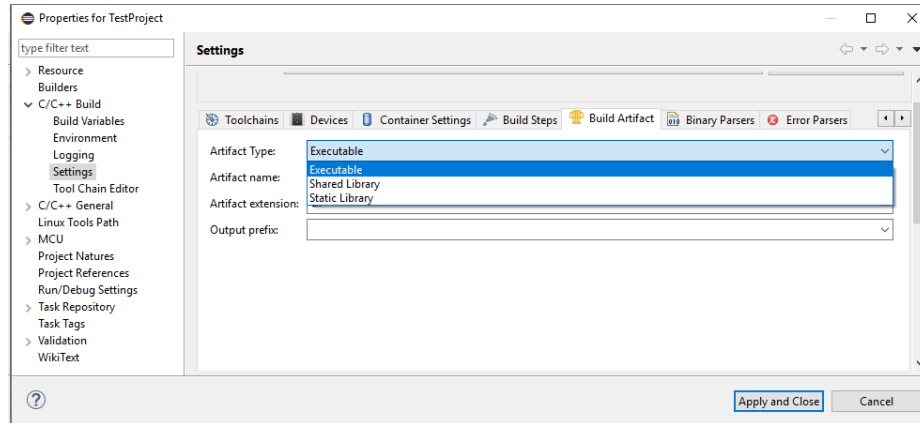 Properties for TestProject
type filter text
Resource
Builders
C/C++ Build
Build Variables
Environment
Logging
Settings
Tool Chain Editor
C/C++ General
Linux Tools Path
MCU
Project Natures
Project References
Run/Debug Settings
Task Repository
Task Tags
Validation
WikiText
Settings
Toolchains Devices Container Settings Build Steps Build Artifact Binary Parsers Error Parsers
Artifact Type: Executable
Executable
Artifact name:
Shared Library
Static Library
Artifact extension:
Output prefix:
Apply and Close Cancel